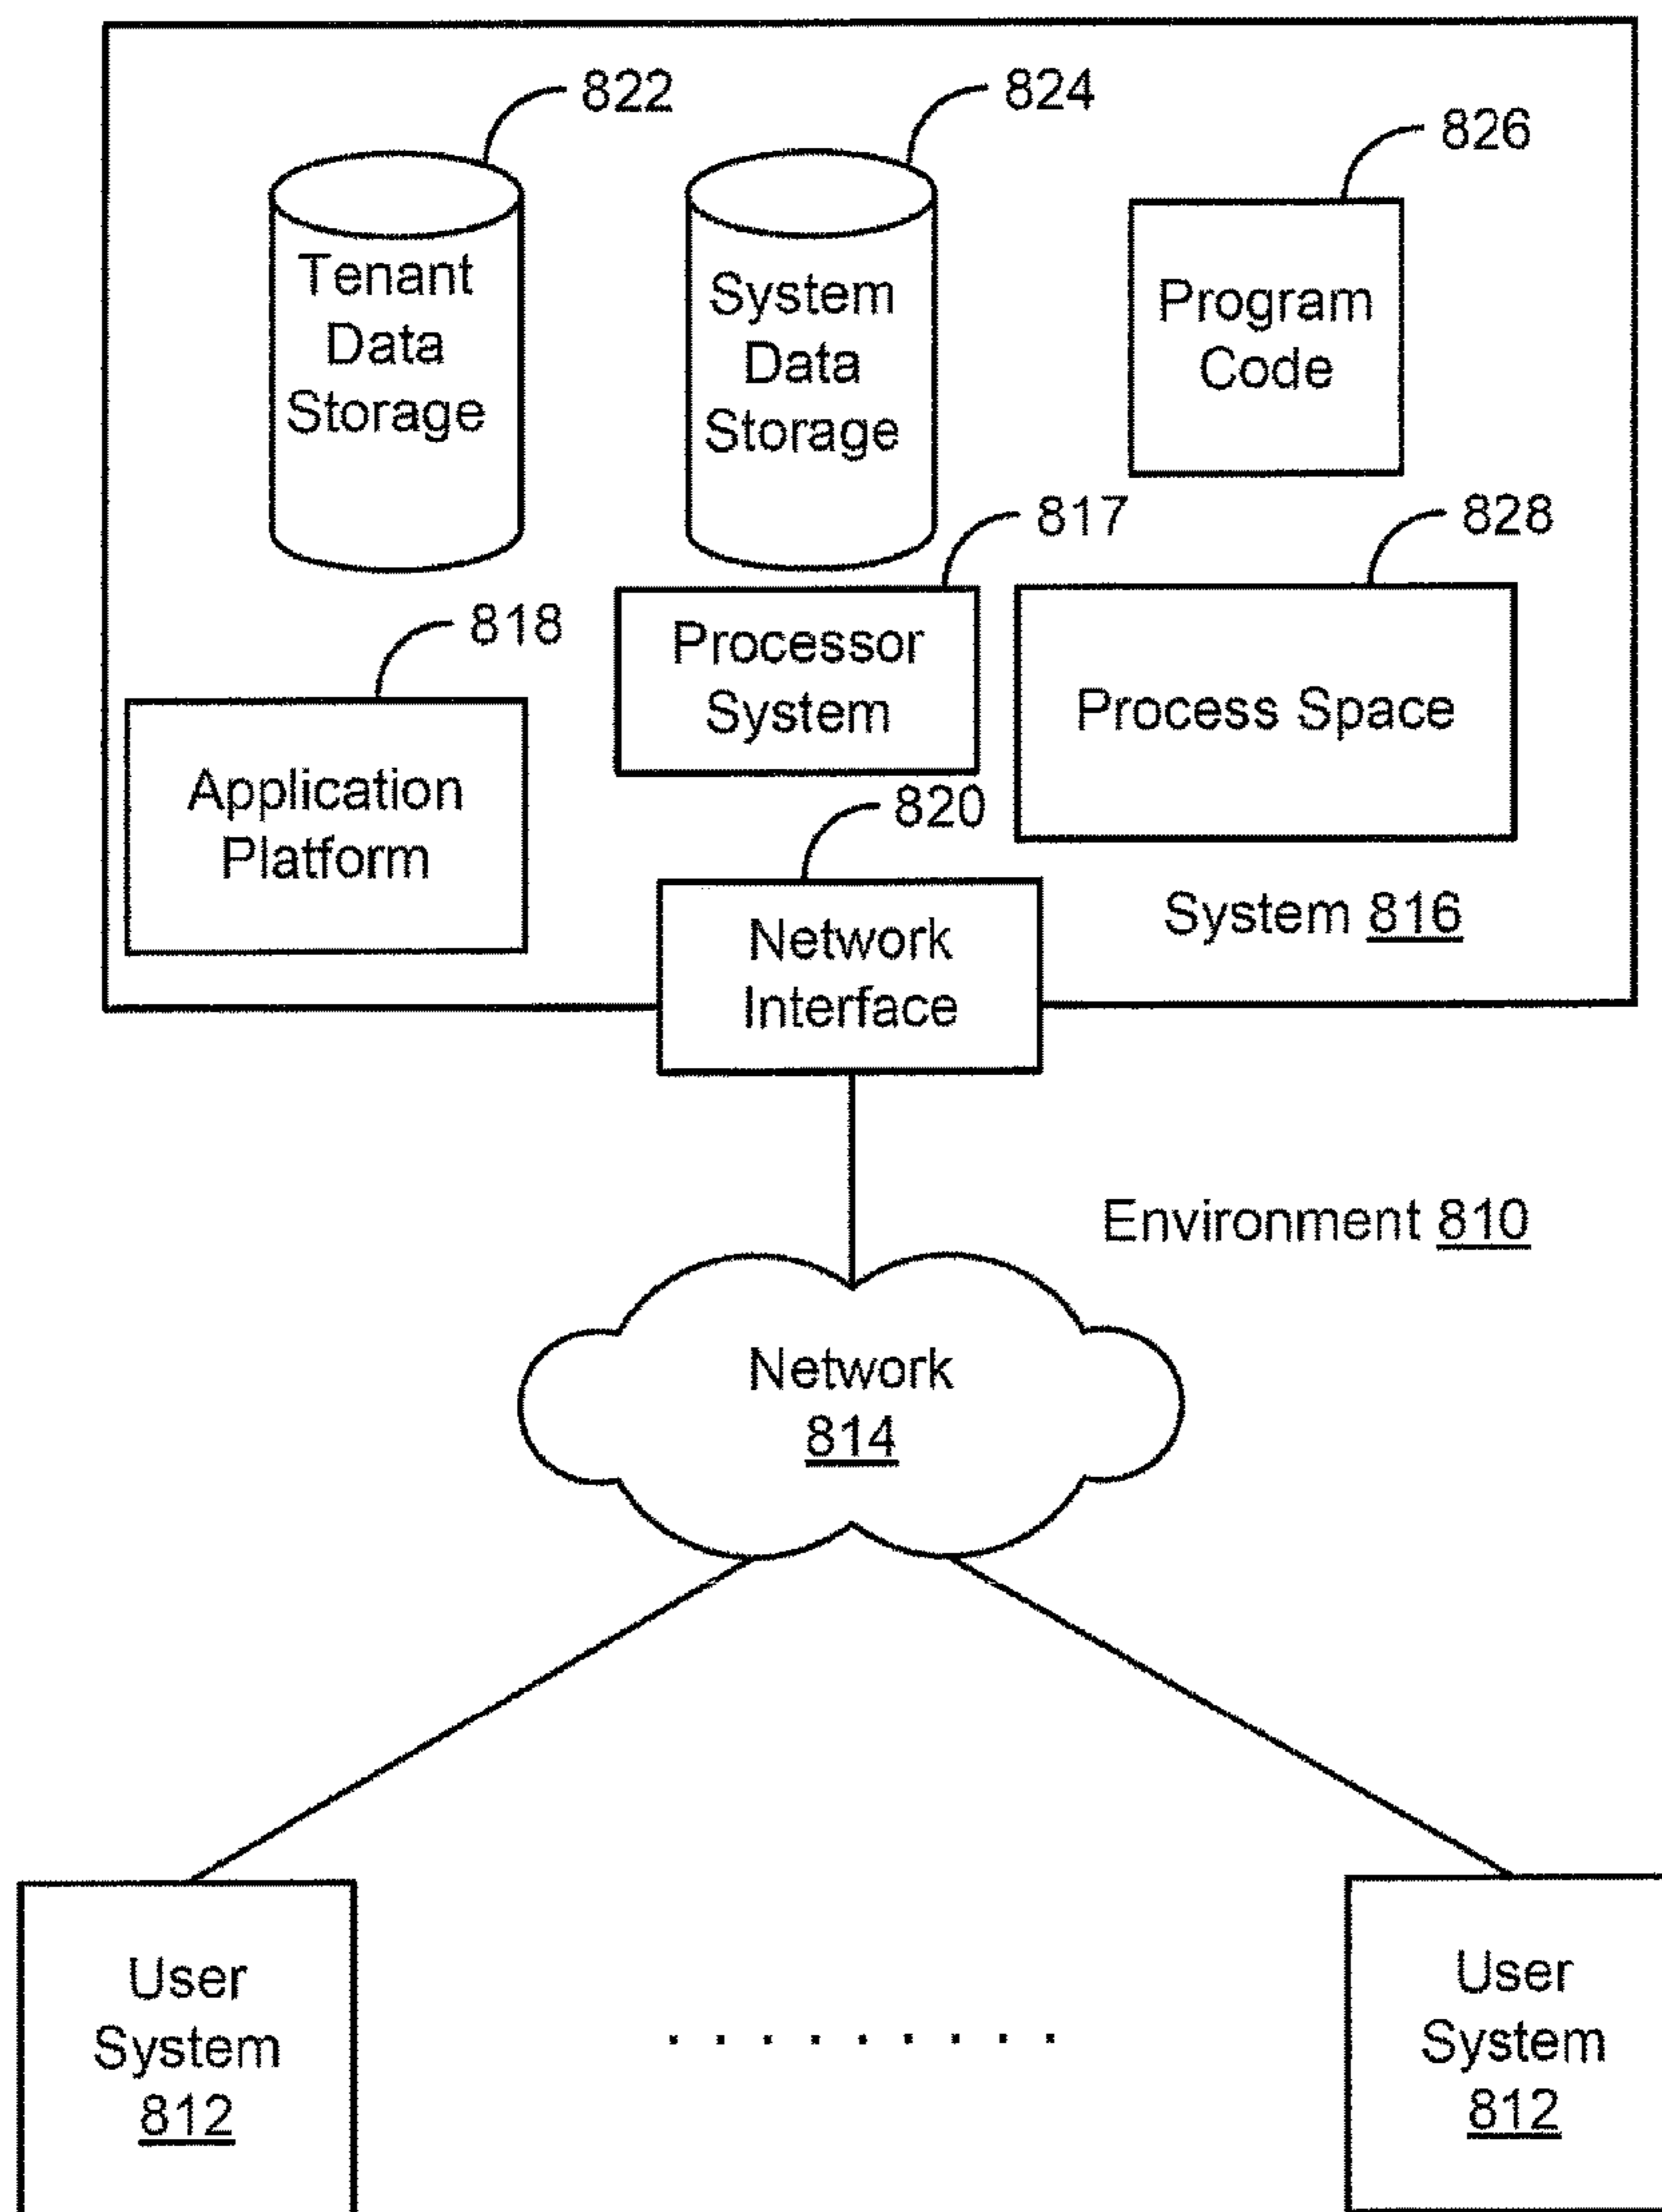 822
824
826
Tenant
Data
Storage
System
Data
Storage
Program
Code
817
828
818
Processor
System
Process Space
Application
Platform
820
System 816
Network
Interface
Environment 810
Network
814
User
System
812
. . . . . . . . .
User
System
812